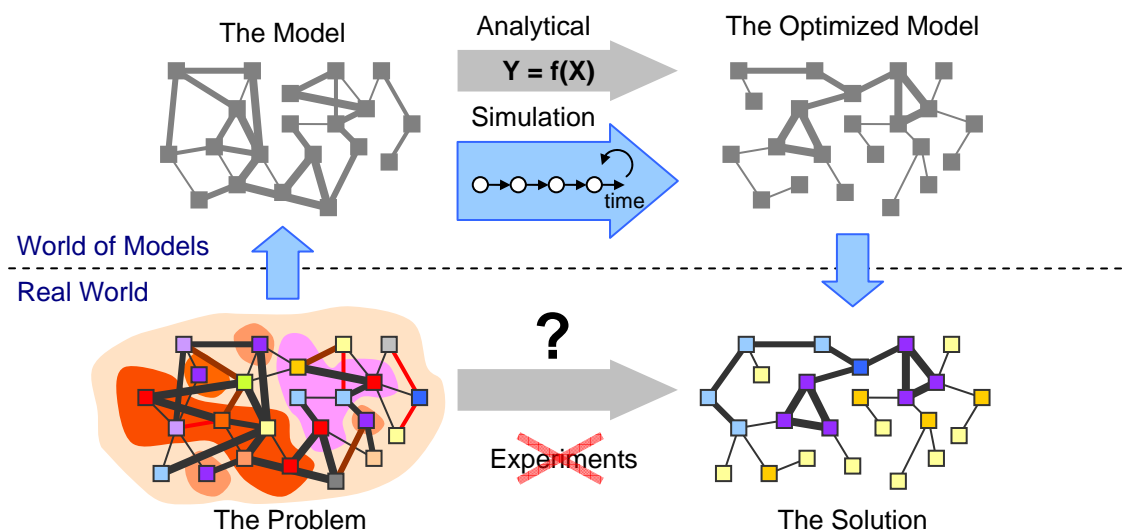 The Model
Analytical
The Optimized Model
Y = f(X)
Simulation
time
World of Models
Real World
?
Experiments
The Problem
The Solution